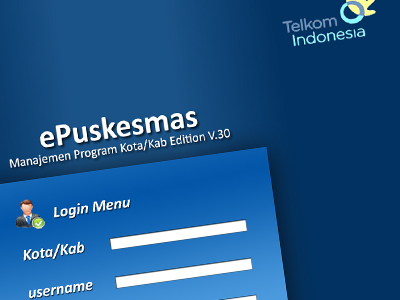 Telkom
Indonesia
ePuskesmas
Manajemen Program Kota/Kab Edition V.30
Login Menu
Kota/Kab
username